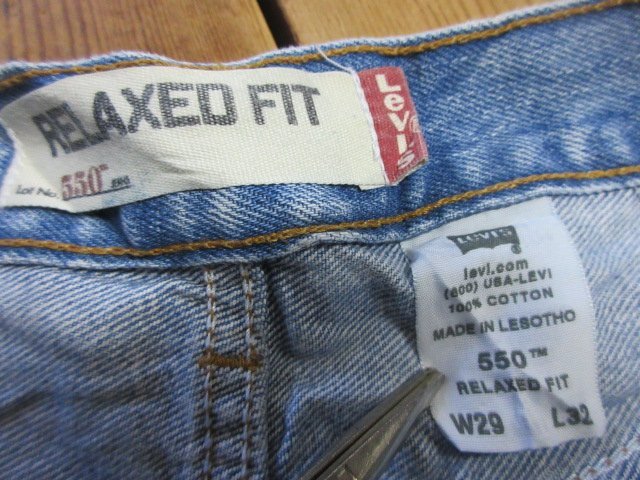 RELAXED FIT
Lot No. 550™
Levi's
LEVI'S
levi.com
(800) USA-LEVI
100% COTTON
MADE IN LESOTHO
550™
RELAXED FIT
W29 L32